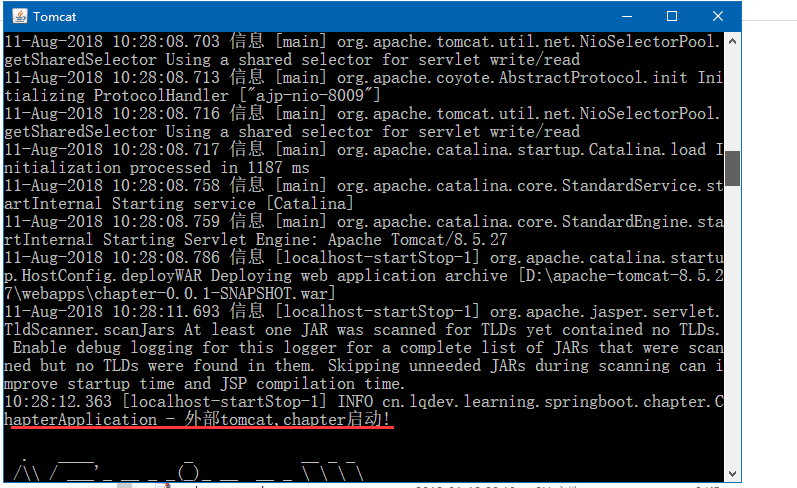 Tomcat
11-Aug-2018 10:28:08.703 信息 [main] org.apache.tomcat.util.net.NioSelectorPool.
getSharedSelector Using a shared selector for servlet write/read
11-Aug-2018 10:28:08.713 信息 [main] org.apache.coyote.AbstractProtocol.init Ini
tializing ProtocolHandler ["ajp-nio-8009"]
11-Aug-2018 10:28:08.716 信息 [main] org.apache.tomcat.util.net.NioSelectorPool.
getSharedSelector Using a shared selector for servlet write/read
11-Aug-2018 10:28:08.717 信息 [main] org.apache.catalina.startup.Catalina.load I
nitialization processed in 1187 ms
11-Aug-2018 10:28:08.758 信息 [main] org.apache.catalina.core.StandardService.st
artInternal Starting service [Catalina]
11-Aug-2018 10:28:08.759 信息 [main] org.apache.catalina.core.StandardEngine.sta
rtInternal Starting Servlet Engine: Apache Tomcat/8.5.27
11-Aug-2018 10:28:08.786 信息 [localhost-startStop-1] org.apache.catalina.startu
p.HostConfig.deployWAR Deploying web application archive [D:\apache-tomcat-8.5.2
7\webapps\chapter-0.0.1-SNAPSHOT.war]
11-Aug-2018 10:28:11.693 信息 [localhost-startStop-1] org.apache.jasper.servlet.
TldScanner.scanJars At least one JAR was scanned for TLDs yet contained no TLDs.
 Enable debug logging for this logger for a complete list of JARs that were scan
ned but no TLDs were found in them. Skipping unneeded JARs during scanning can i
mprove startup time and JSP compilation time.
10:28:12.363 [localhost-startStop-1] INFO cn.lqdev.learning.springboot.chapter.C
hapterApplication - 外部tomcat,chapter启动!